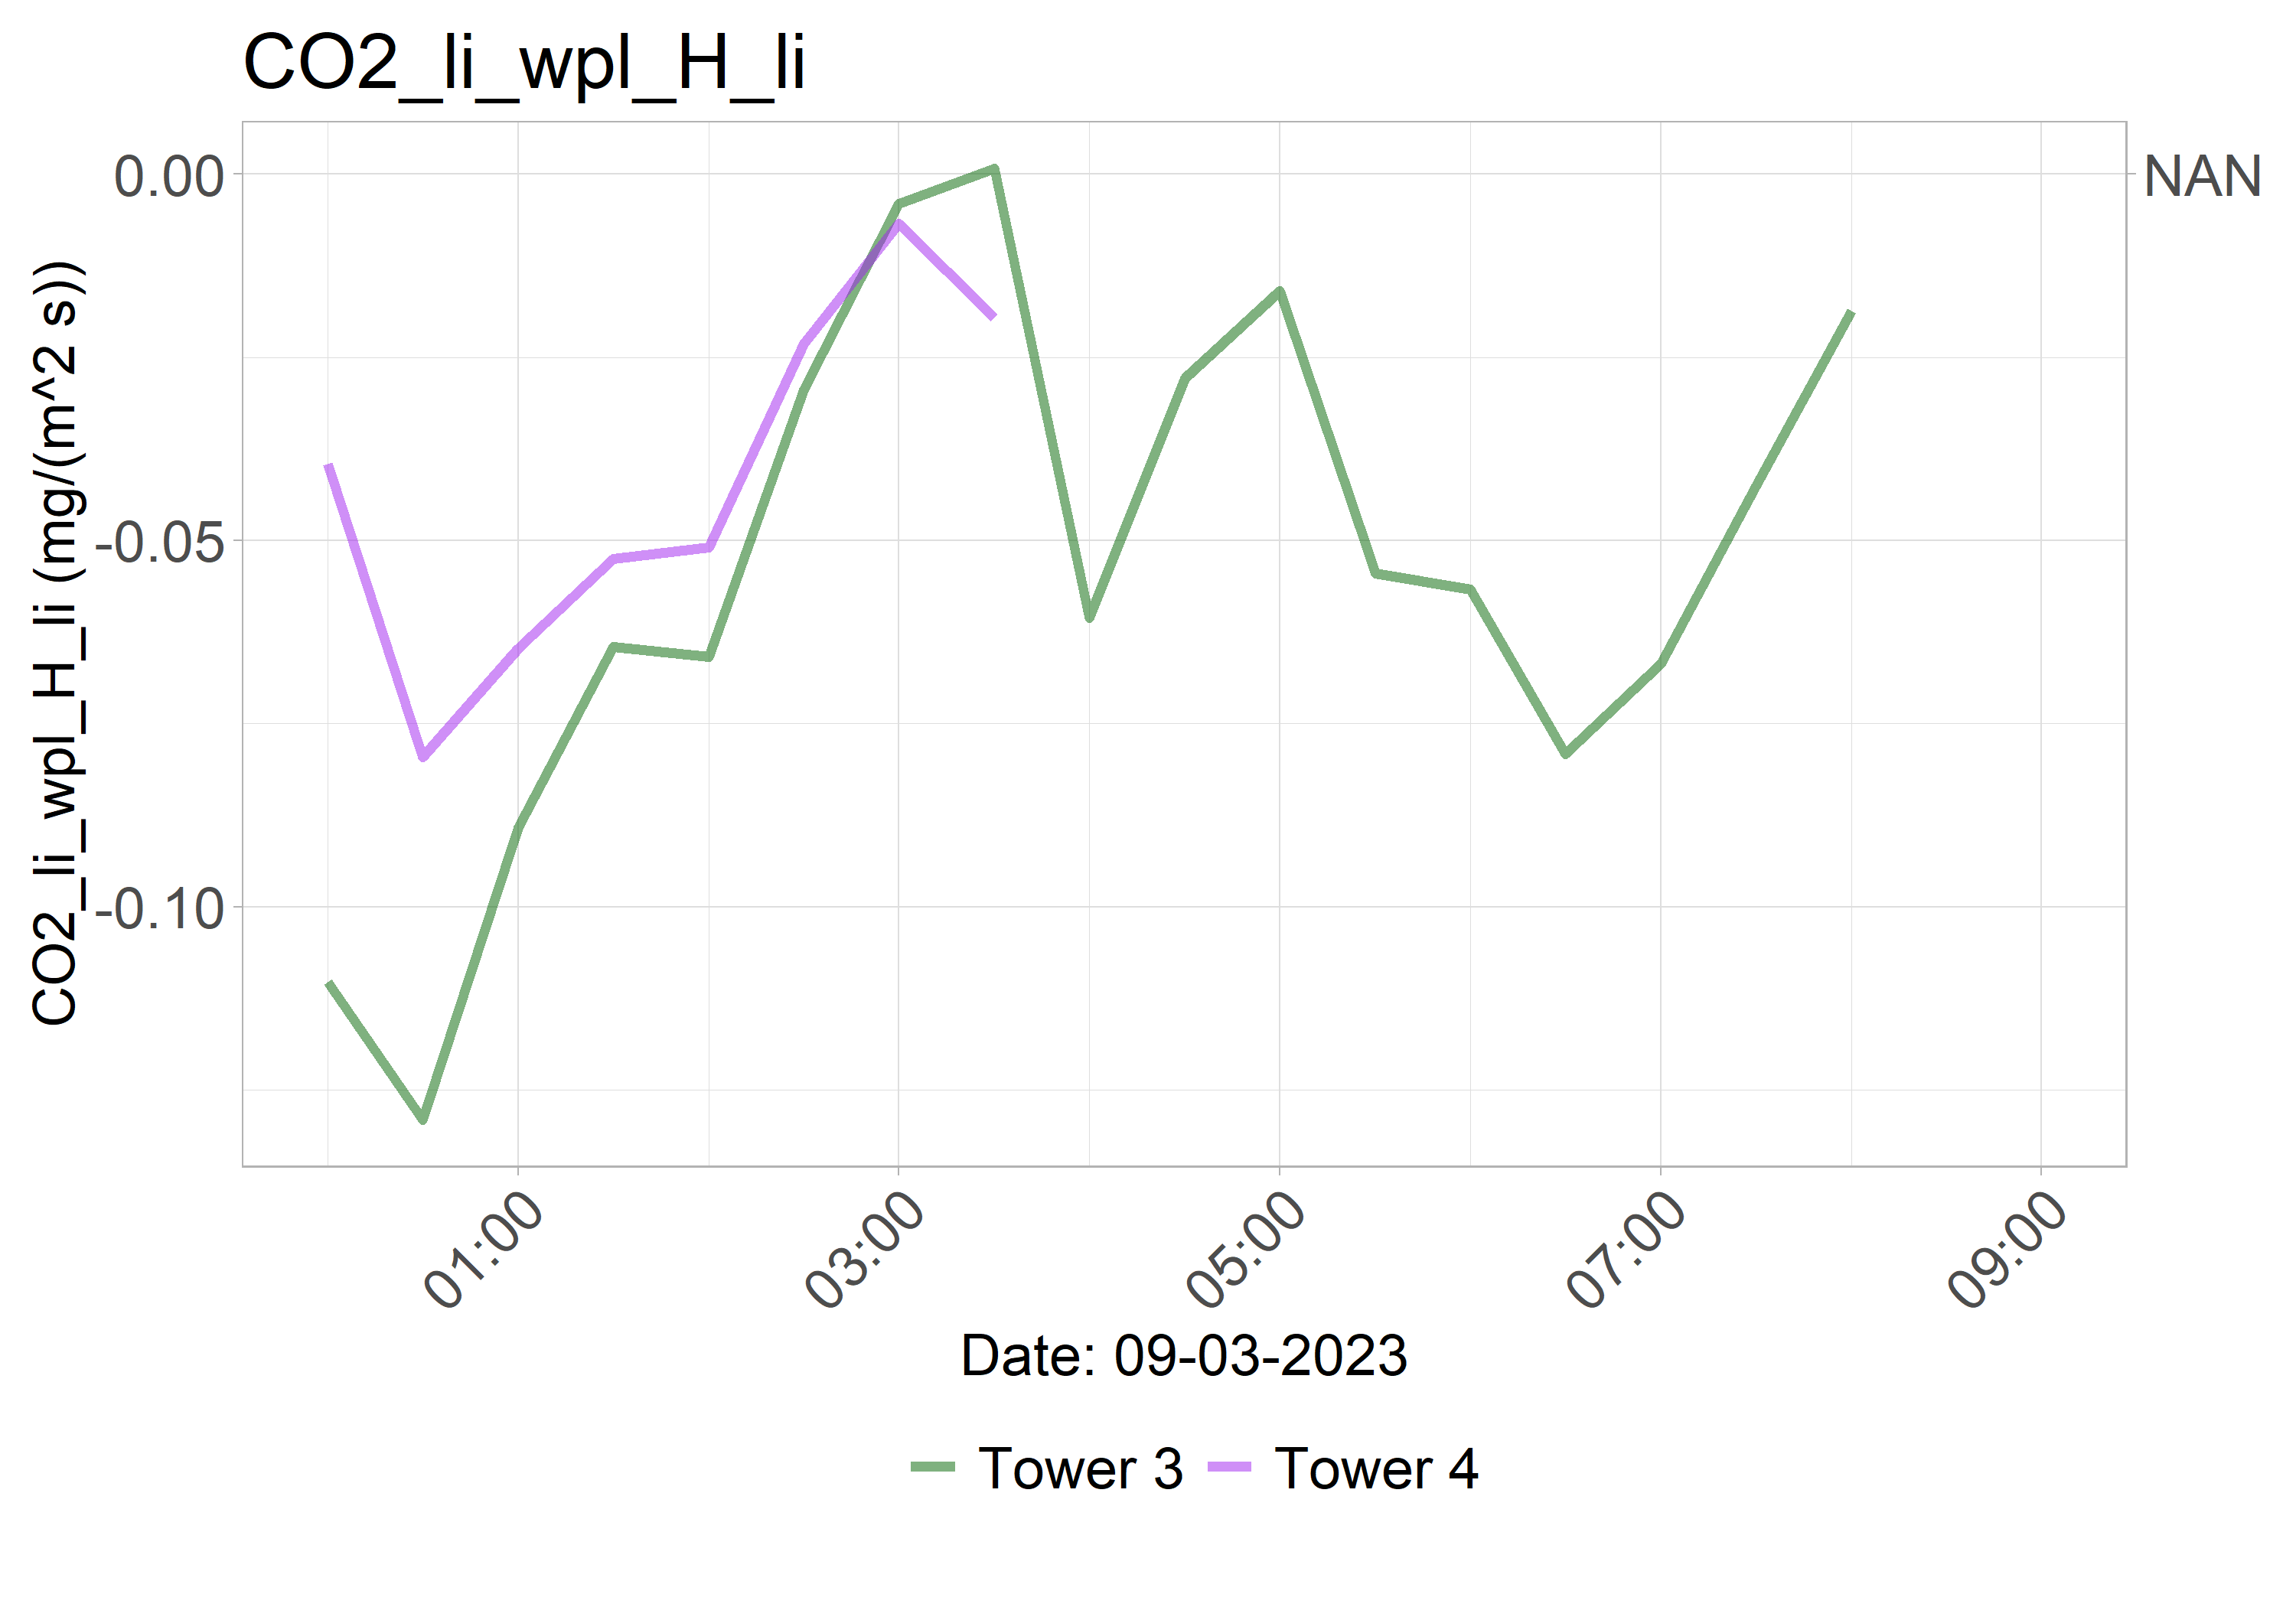 CO2_li_wpl_H_li
CO2_li_wpl_H_li (mg/(m^2 s))
0.00
-0.05
-0.10
NAN
01:00
03:00
05:00
07:00
09:00
Date: 09-03-2023
Tower 3
Tower 4